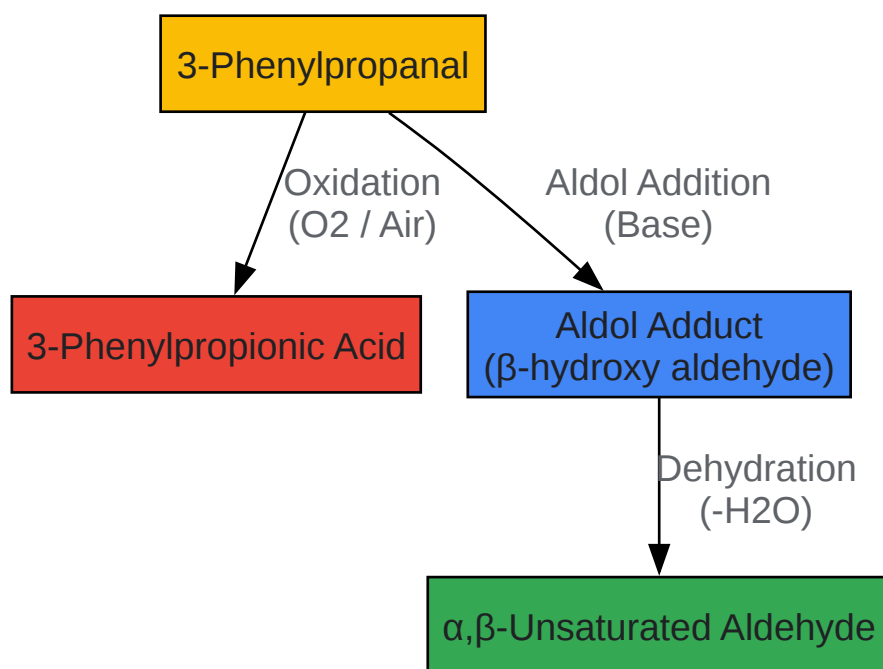 3-Phenylpropanal
Oxidation
(O2 / Air)
Aldol Addition
(Base)
3-Phenylpropionic Acid
Aldol Adduct
(β-hydroxy aldehyde)
Dehydration
(-H2O)
α,β-Unsaturated Aldehyde